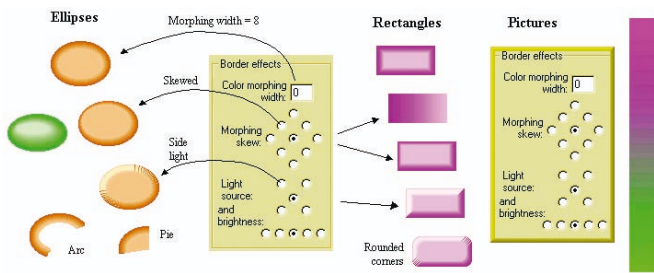 Ellipses
Morphing width = 8
Rectangles
Pictures
Border effects
Color morphing
width: 0
Skewed
Morphing
skew:
Side
light
Light
source:
and
brightness:
Arc
Pie
Rounded
corners
Border effects
Color morphing
width: 0
Morphing
skew:
Light
source:
and
brightness: